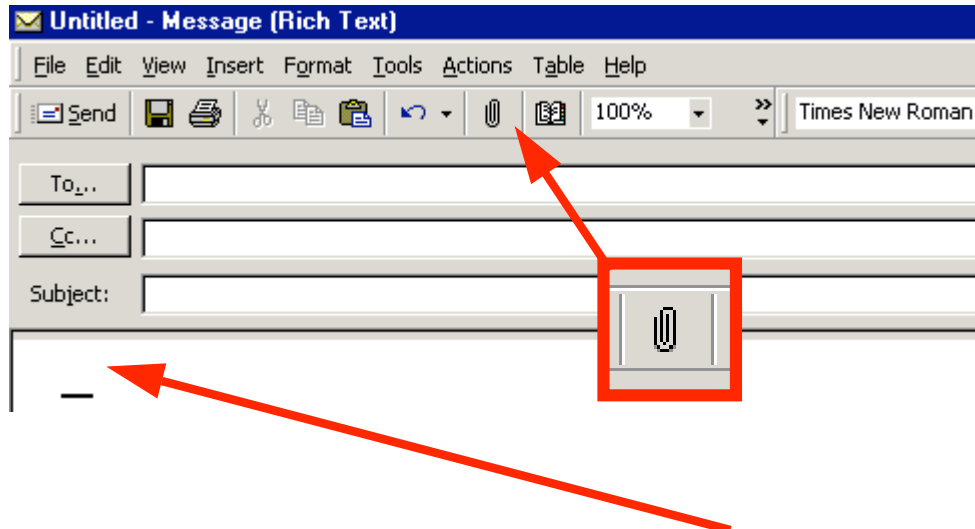 Untitled - Message (Rich Text)
File Edit View Insert Format Tools Actions Table Help
Send 100% Times New Roman
To...
Cc...
Subject: